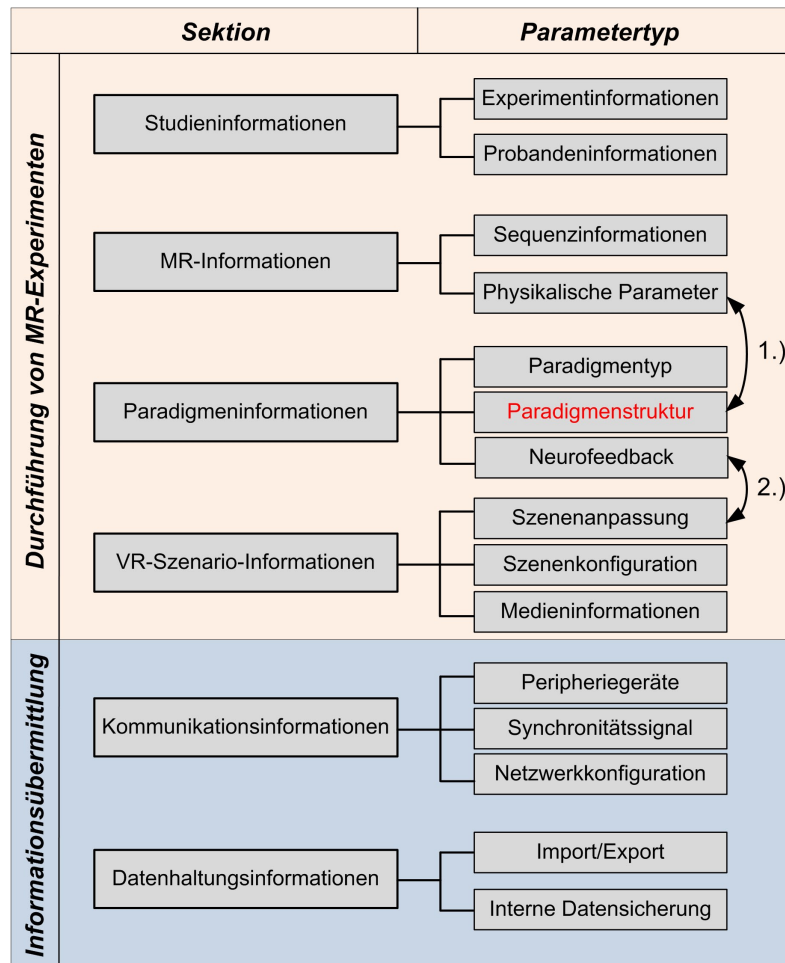 Sektion
Parametertyp
Durchführung von MR-Experimenten
Studieninformationen
Experimentinformationen
Probandeninformationen
MR-Informationen
Sequenzinformationen
Physikalische Parameter
1.)
Paradigmeninformationen
Paradigmentyp
Paradigmenstruktur
Neurofeedback
2.)
VR-Szenario-Informationen
Szenenanpassung
Szenenkonfiguration
Medieninformationen
Informationsübermittlung
Kommunikationsinformationen
Peripheriegeräte
Synchronitätssignal
Netzwerkkonfiguration
Datenhaltungsinformationen
Import/Export
Interne Datensicherung